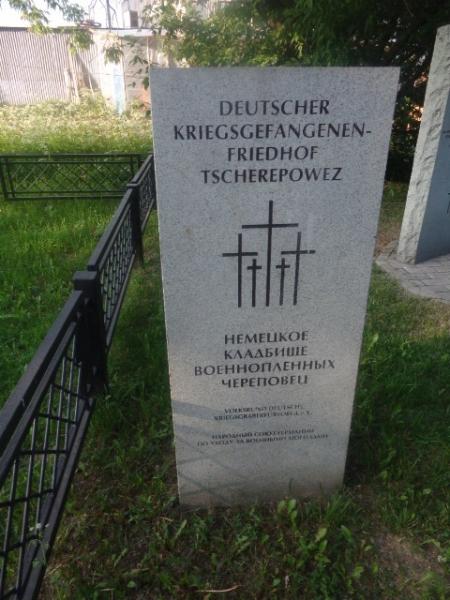 DEUTSCHER
KRIEGSGEFANGENEN-
FRIEDHOF
TSCHEREPOWEZ
НЕМЕЦКОЕ
КЛАДБИЩЕ
ВОЕННОПЛЕННЫХ
ЧЕРЕПОВЕЦ
VOLKSBUND DEUTSCHE
KRIEGSGRÄBERFÜRSORGE e.V.
НАРОДНЫЙ СОЮЗ ГЕРМАНИИ
ПО УХОДУ ЗА ВОЕННЫМИ МОГИЛАМИ